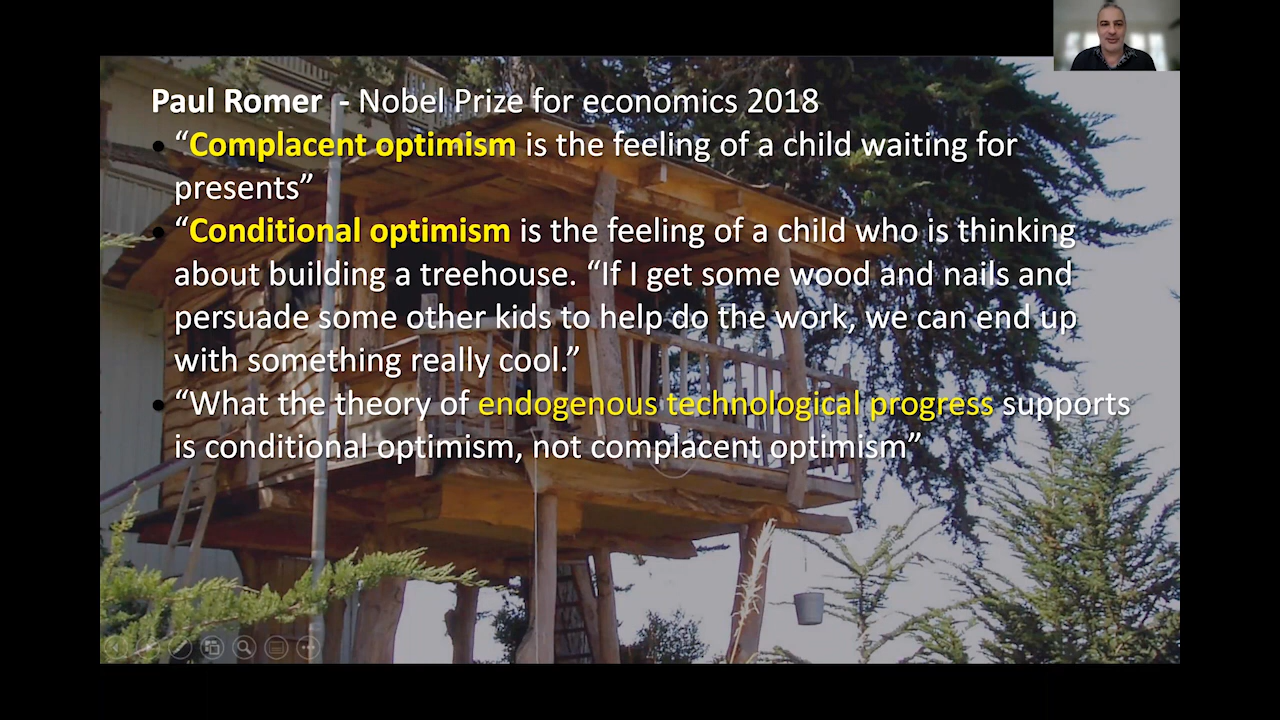 Paul Romer - Nobel Prize for economics 2018
• “Complacent optimism is the feeling of a child waiting for
presents”
• “Conditional optimism is the feeling of a child who is thinking
about building a treehouse. “If I get some wood and nails and
persuade some other kids to help do the work, we can end up
with something really cool.”
• “What the theory of endogenous technological progress supports
is conditional optimism, not complacent optimism”